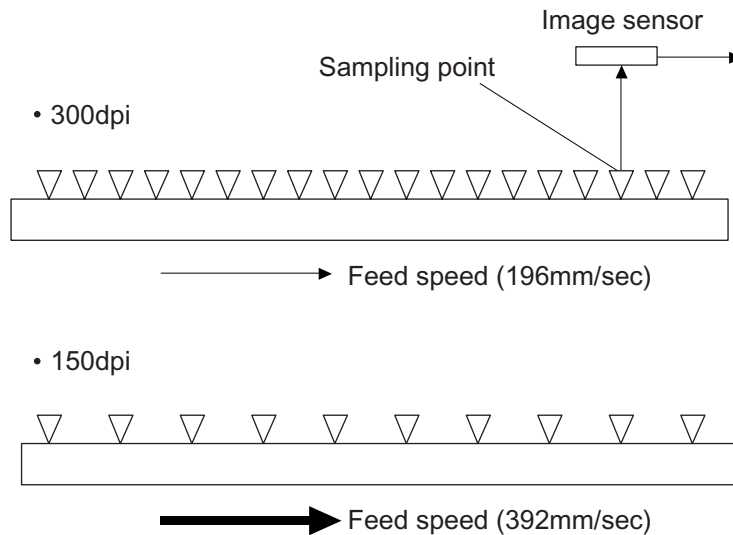 Image sensor
Sampling point
• 300dpi
Feed speed (196mm/sec)
• 150dpi
Feed speed (392mm/sec)